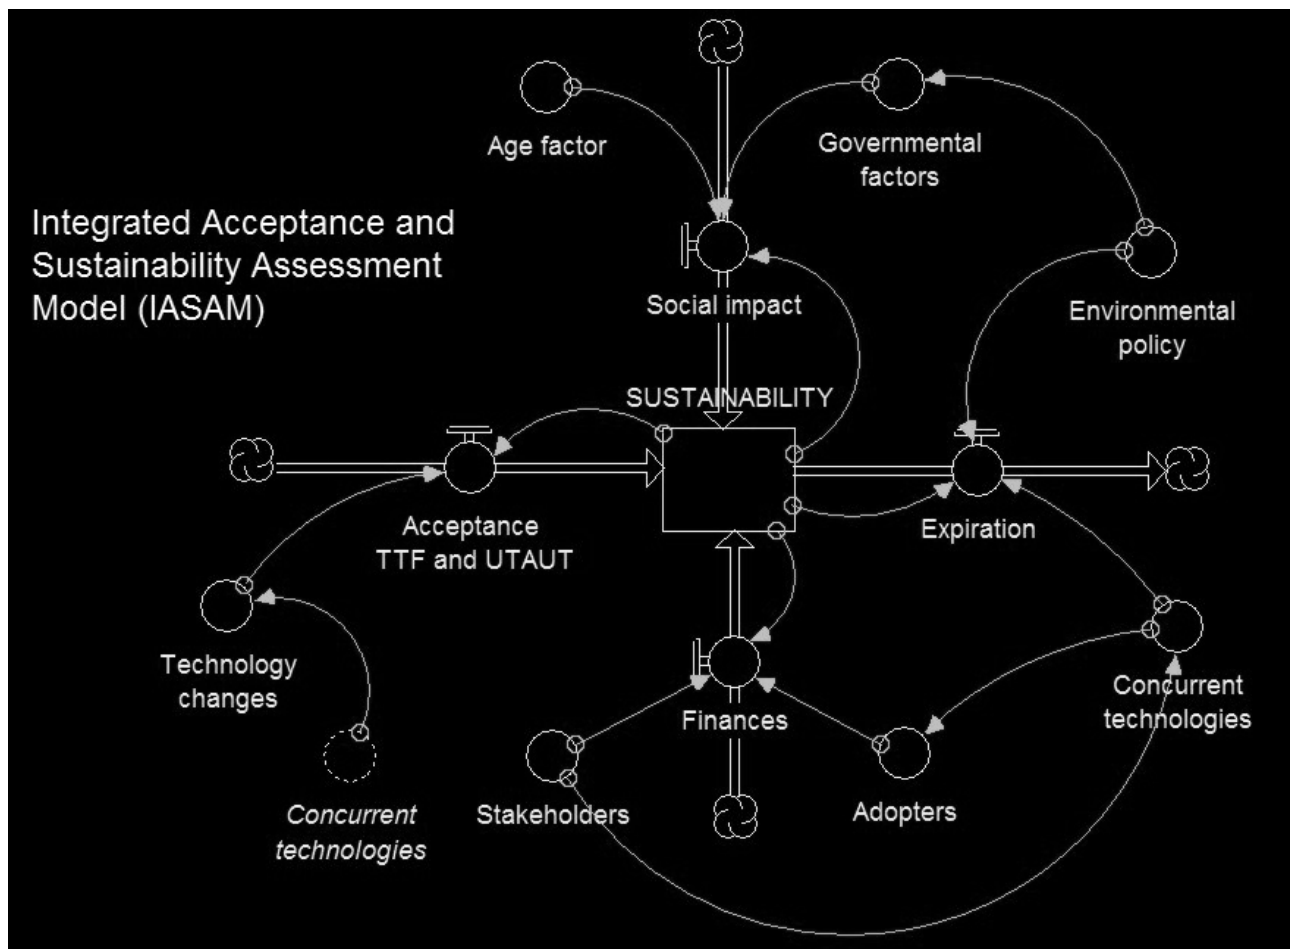 Age factor
Governmental
factors
Integrated Acceptance and
Sustainability Assessment
Model (IASAM)
Social impact
Environmental
policy
SUSTAINABILITY
Acceptance
TTF and UTAUT
Expiration
Technology
changes
Finances
Concurrent
technologies
Concurrent
technologies
Stakeholders
Adopters